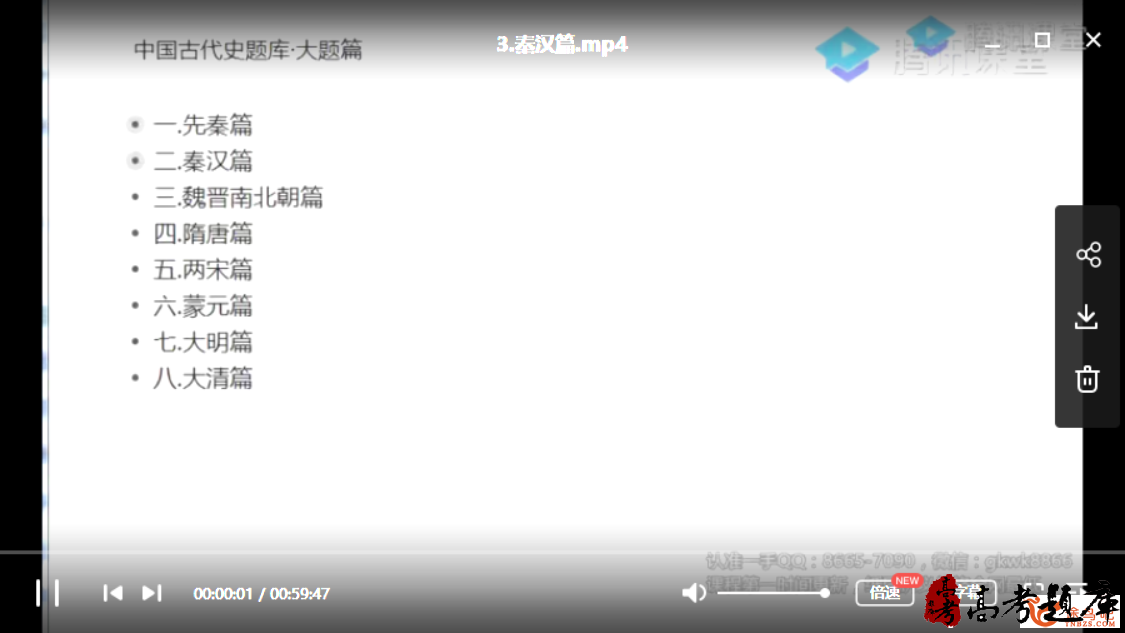 中国古代史题库·大题篇
3.秦汉篇.mp4
腾讯课堂
一.先秦篇
二.秦汉篇
三.魏晋南北朝篇
四.隋唐篇
五.两宋篇
六.蒙元篇
七.大明篇
八.大清篇
认准一手QQ：8665-7090，微信：gkwk8866
课程第一时间更新
00:00:01 / 00:59:47
倍速
NEW
字幕
高考题库
TNBZS.COM